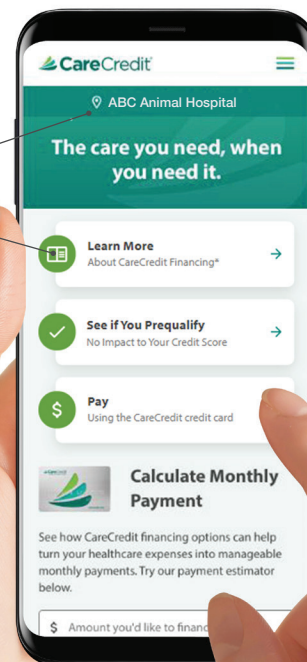 CareCredit
ABC Animal Hospital
The care you need, when
you need it.
Learn More
About CareCredit Financing*
See if You Prequalify
No Impact to Your Credit Score
Pay
Using the CareCredit credit card
CareCredit
Calculate Monthly
Payment
See how CareCredit financing options can help
turn your healthcare expenses into manageable
monthly payments. Try our payment estimator
below.
$ Amount you'd like to financ